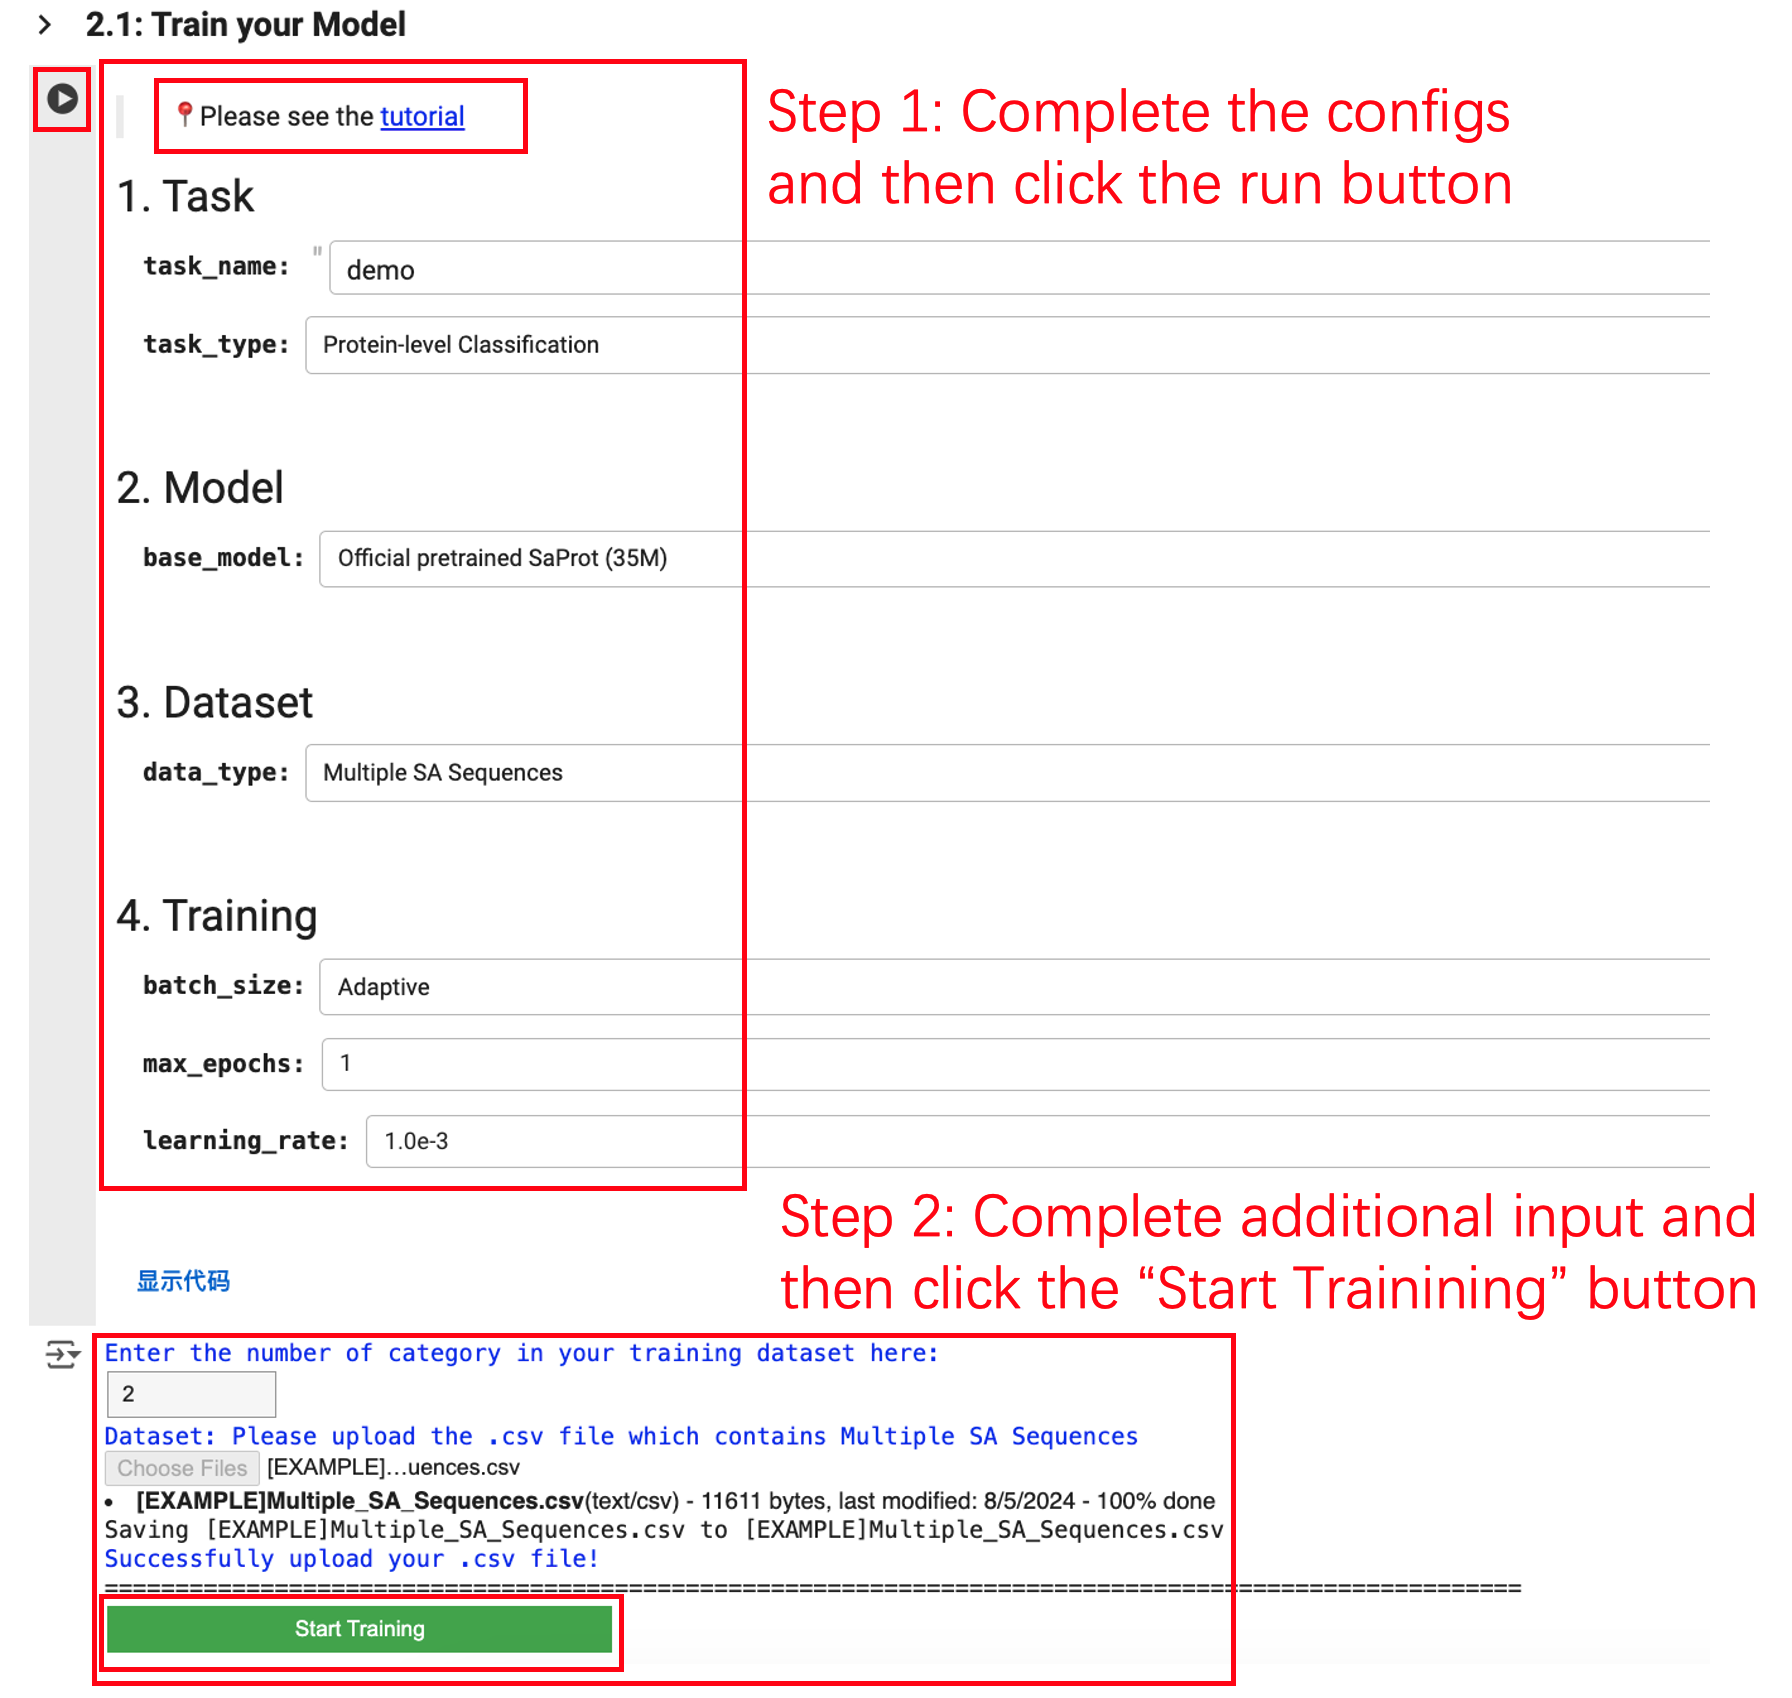 2.1: Train your Model
Please see the tutorial
Step 1: Complete the configs
and then click the run button
1. Task
task_name: " demo
task_type: Protein-level Classification
2. Model
base_model: Official pretrained SaProt (35M)
3. Dataset
data_type: Multiple SA Sequences
4. Training
batch_size: Adaptive
max_epochs: 1
learning_rate: 1.0e-3
Step 2: Complete additional input and
then click the “Start Trainining” button
显示代码
Enter the number of category in your training dataset here:
2
Dataset: Please upload the .csv file which contains Multiple SA Sequences
Choose Files [EXAMPLE]...uences.csv
• [EXAMPLE]Multiple_SA_Sequences.csv(text/csv) - 11611 bytes, last modified: 8/5/2024 - 100% done
Saving [EXAMPLE]Multiple_SA_Sequences.csv to [EXAMPLE]Multiple_SA_Sequences.csv
Successfully upload your .csv file!
====================================================================================================
Start Training